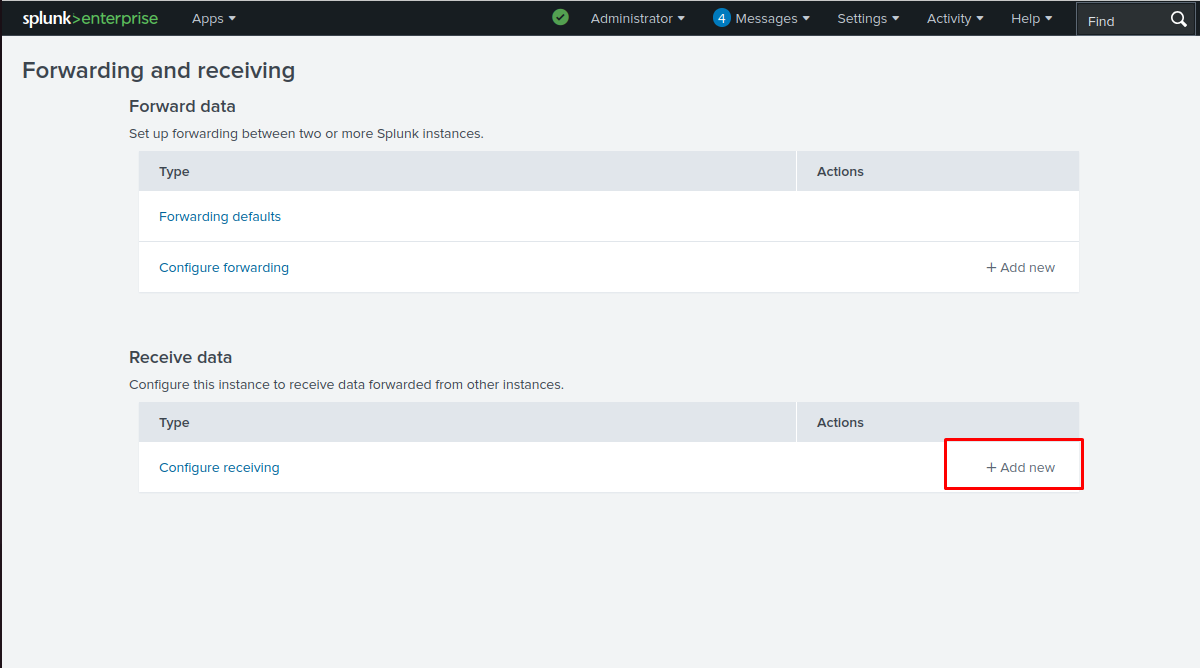 splunk>enterprise Apps Administrator 4 Messages Settings Activity Help Find
Forwarding and receiving
Forward data
Set up forwarding between two or more Splunk instances.
Type Actions
Forwarding defaults
Configure forwarding + Add new
Receive data
Configure this instance to receive data forwarded from other instances.
Type Actions
Configure receiving + Add new